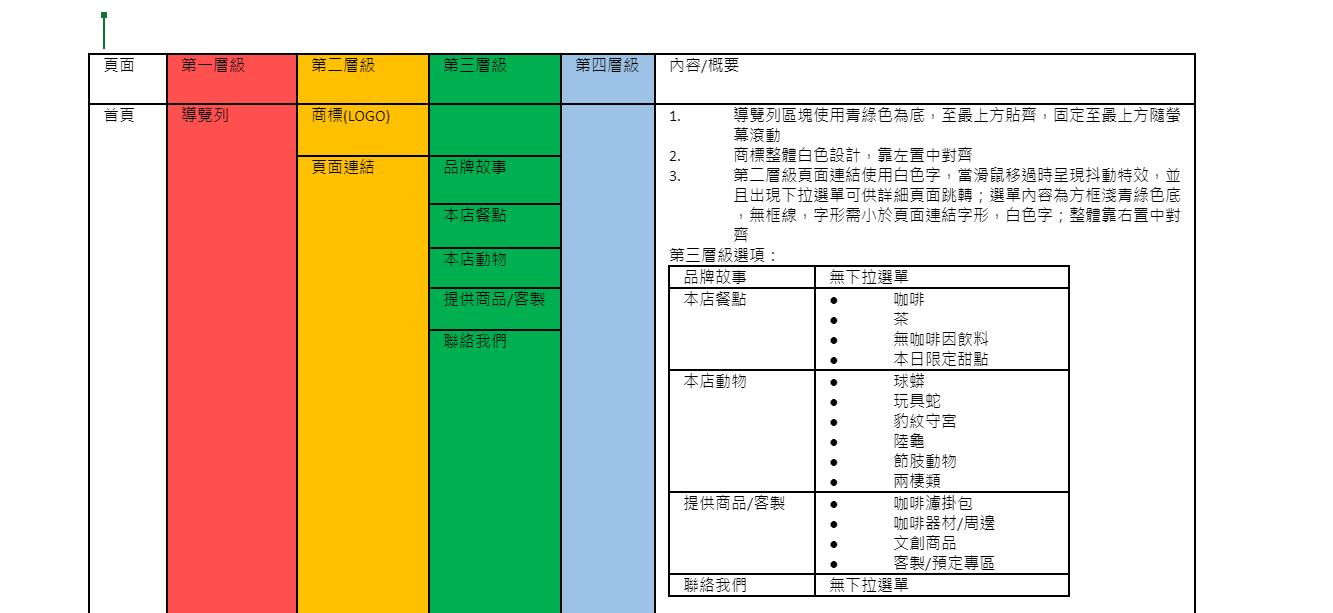 頁面
第一層級
第二層級
第三層級
第四層級
內容/概要
首頁
導覽列
商標(LOGO)
頁面連結
品牌故事
本店餐點
本店動物
提供商品/客製
聯絡我們
1. 導覽列區塊使用青綠色為底，至最上方貼齊，固定至最上方隨螢
幕滾動
2. 商標整體白色設計，靠左置中對齊
3. 第二層級頁面連結使用白色字，當滑鼠移過時呈現抖動特效，並
且出現下拉選單可供詳細頁面跳轉；選單內容為方框淺青綠色底
，無框線，字形需小於頁面連結字形，白色字；整體靠右置中對
齊
第三層級選項：
品牌故事
無下拉選單
本店餐點
● 咖啡
● 茶
● 無咖啡因飲料
● 本日限定甜點
本店動物
● 球蟒
● 玩具蛇
● 豹紋守宮
● 陸龜
● 節肢動物
● 兩棲類
提供商品/客製
● 咖啡濾掛包
● 咖啡器材/周邊
● 文創商品
● 客製/預定專區
聯絡我們
無下拉選單